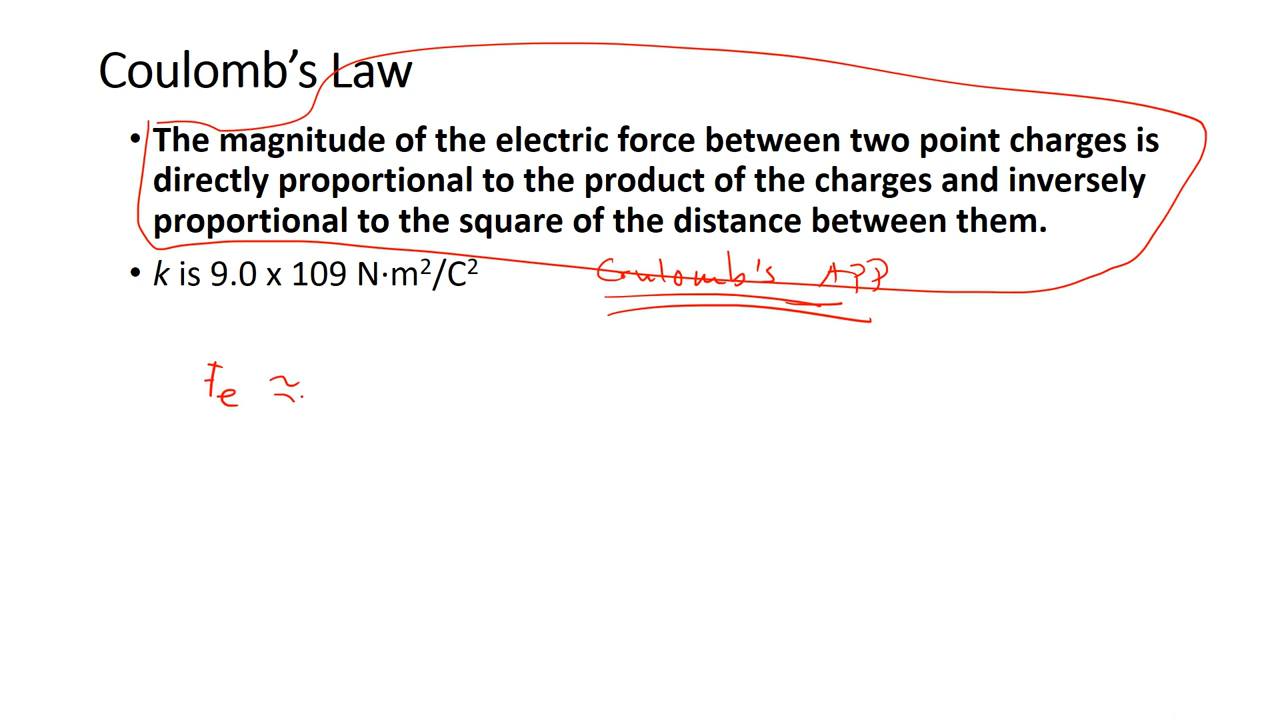 Coulomb's Law
• The magnitude of the electric force between two point charges is
directly proportional to the product of the charges and inversely
proportional to the square of the distance between them.
• k is 9.0 x 109 N·m²/C²
Coulomb's App
Fe ≈